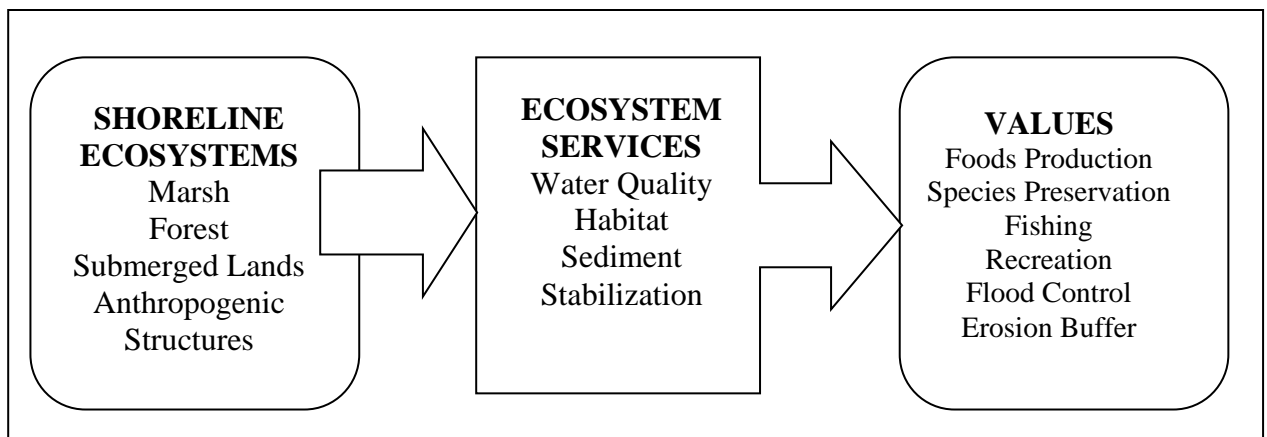 SHORELINE
ECOSYSTEMS
Marsh
Forest
Submerged Lands
Anthropogenic
Structures
ECOSYSTEM
SERVICES
Water Quality
Habitat
Sediment
Stabilization
VALUES
Foods Production
Species Preservation
Fishing
Recreation
Flood Control
Erosion Buffer